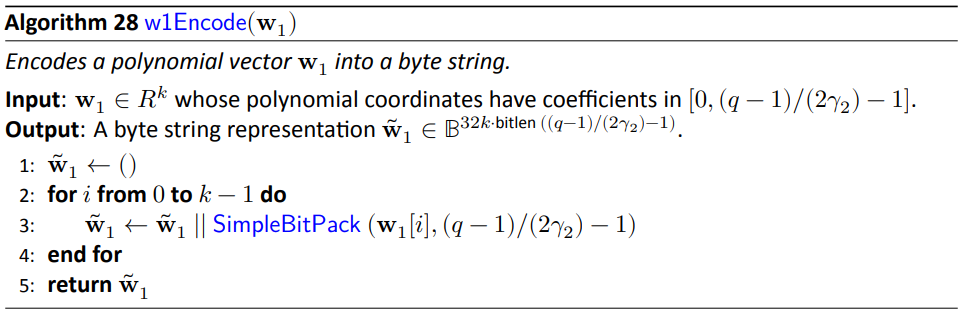 Algorithm 28 w1Encode(w₁)
Encodes a polynomial vector w₁ into a byte string.
Input: w₁ ∈ Rᵏ whose polynomial coordinates have coefficients in [0, (q − 1)/(2γ₂) − 1].
Output: A byte string representation w̃₁ ∈ 𝔹^{32k·bitlen ((q−1)/(2γ₂)−1)}.
1: w̃₁ ← ()
2: for i from 0 to k − 1 do
3: w̃₁ ← w̃₁ || SimpleBitPack (w₁[i], (q − 1)/(2γ₂) − 1)
4: end for
5: return w̃₁